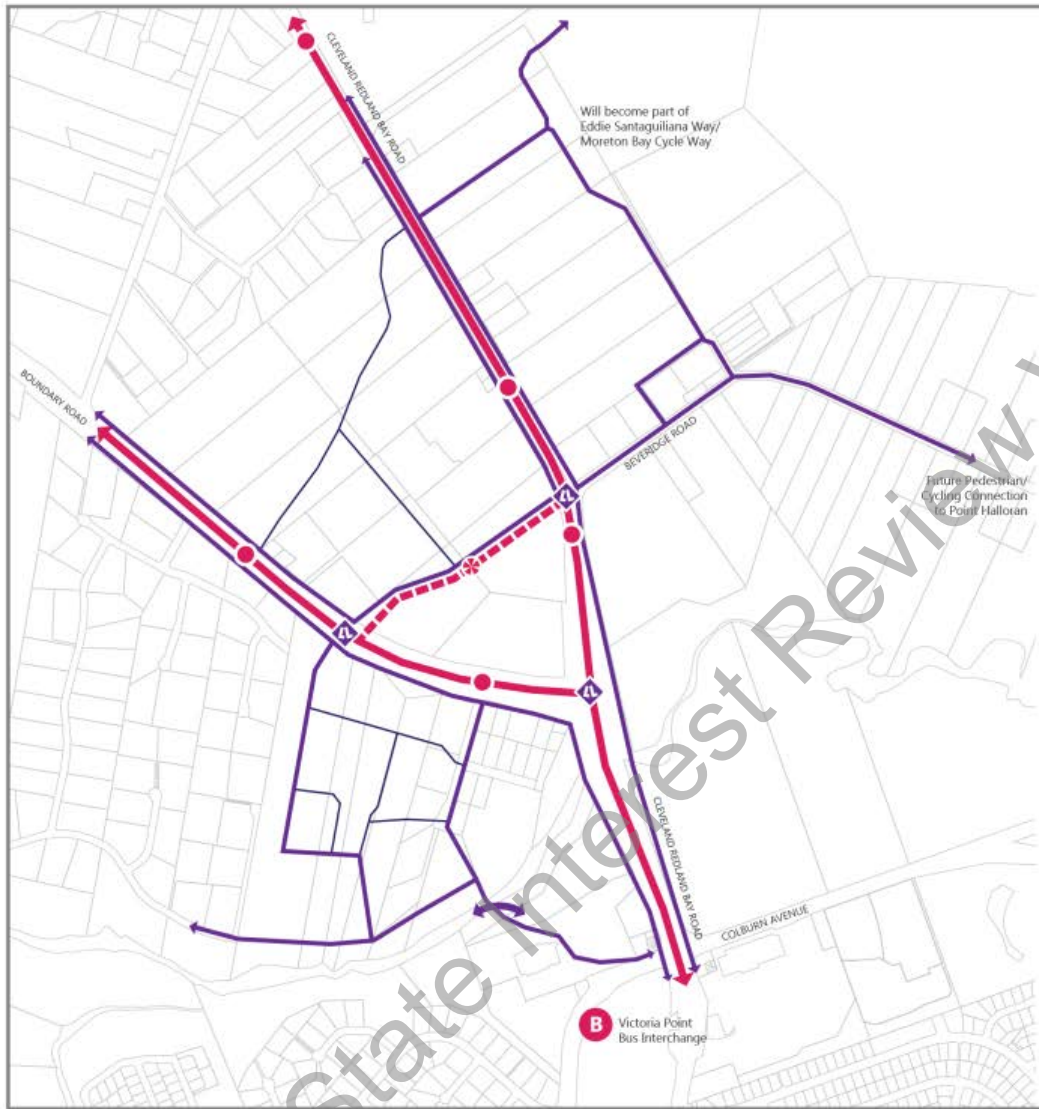 CLEVELAND REDLAND BAY ROAD
Will become part of
Eddie Santaguiliana Way/
Moreton Bay Cycle Way
BOUNDARY ROAD
BEVERIDGE ROAD
Future Pedestrian/
Cycling Connection
to Point Halloran
CLEVELAND REDLAND BAY ROAD
COLBURN AVENUE
B
Victoria Point
Bus Interchange
State Interest Review